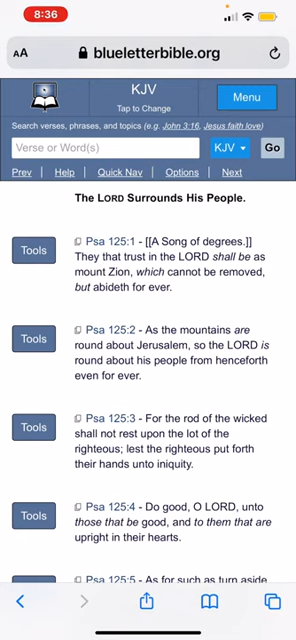 8:36
AA blueletterbible.org
KJV
Tap to Change
Menu
Search verses, phrases, and topics (e.g. John 3:16, Jesus faith love)
Verse or Word(s) KJV Go
Prev | Help | Quick Nav | Options | Next
The LORD Surrounds His People.
Tools
Psa 125:1 - [[A Song of degrees.]]
They that trust in the LORD shall be as
mount Zion, which cannot be removed,
but abideth for ever.
Tools
Psa 125:2 - As the mountains are
round about Jerusalem, so the LORD is
round about his people from henceforth
even for ever.
Tools
Psa 125:3 - For the rod of the wicked
shall not rest upon the lot of the
righteous; lest the righteous put forth
their hands unto iniquity.
Tools
Psa 125:4 - Do good, O LORD, unto
those that be good, and to them that are
upright in their hearts.
Tools
Psa 125:5 - As for such as turn aside